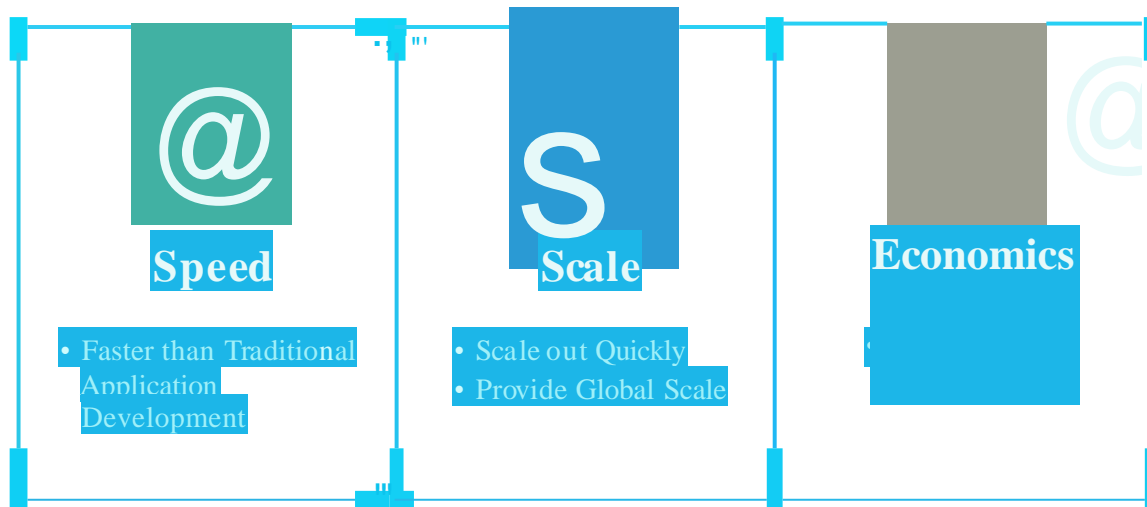 @
Speed
• Faster than Traditional
Application
Development
S
Scale
• Scale out Quickly
• Provide Global Scale
@
Economics
•